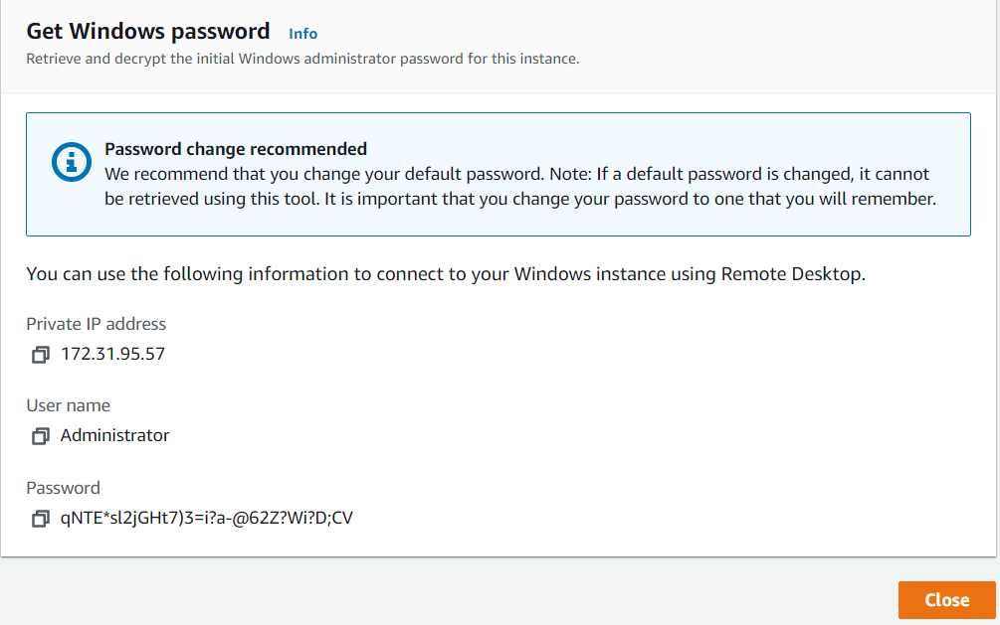 Get Windows password Info
Retrieve and decrypt the initial Windows administrator password for this instance.
Password change recommended
We recommend that you change your default password. Note: If a default password is changed, it cannot
be retrieved using this tool. It is important that you change your password to one that you will remember.
You can use the following information to connect to your Windows instance using Remote Desktop.
Private IP address
172.31.95.57
User name
Administrator
Password
qNTE*sl2jGHt7)3=i?a-@62Z?Wi?D;CV
Close